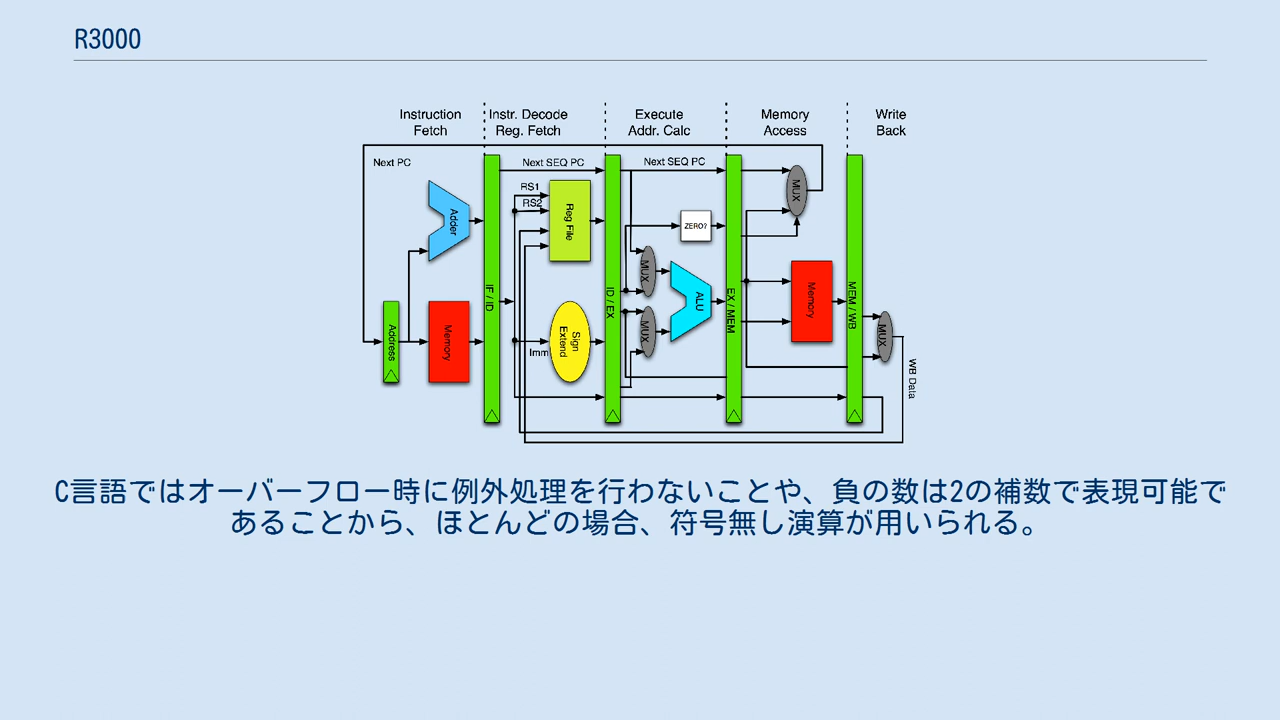 R3000
Instruction
Fetch
Instr. Decode
Reg. Fetch
Execute
Addr. Calc
Memory
Access
Write
Back
Next PC
Next SEQ PC
Next SEQ PC
RS1
RS2
Adder
Reg File
ZERO?
MUX
MUX
MUX
ALU
Address
Memory
IF / ID
Sign
Extend
Imm
ID / EX
EX / MEM
Memory
MEM / WB
MUX
WB Data
C言語ではオーバーフロー時に例外処理を行わないことや、負の数は2の補数で表現可能で
あることから、ほとんどの場合、符号無し演算が用いられる。